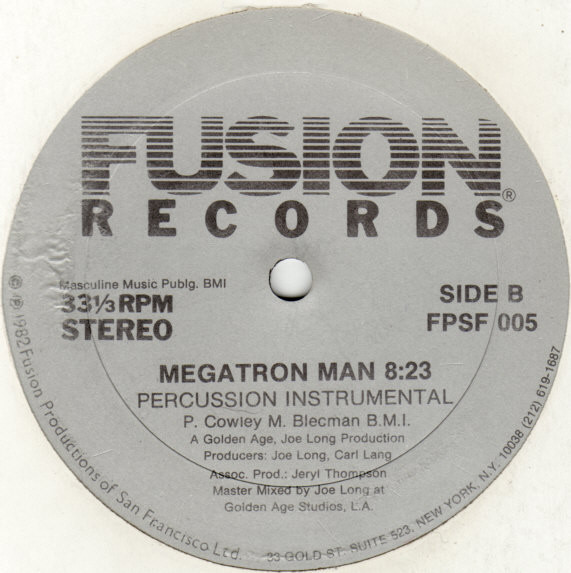 FUSION®
RECORDS
Masculine Music Publg. BMI
33⅓ RPM
STEREO
SIDE B
FPSF 005
MEGATRON MAN 8:23
PERCUSSION INSTRUMENTAL
P. Cowley M. Blecman B.M.I.
A Golden Age, Joe Long Production
Producers: Joe Long, Carl Lang
Assoc. Prod.: Jeryl Thompson
Master Mixed by Joe Long at
Golden Age Studios, L.A.
© ℗ 1982 Fusion Productions of San Francisco Ltd. 33 GOLD ST. SUITE 523, NEW YORK, N.Y. 10038 (212) 619-1687